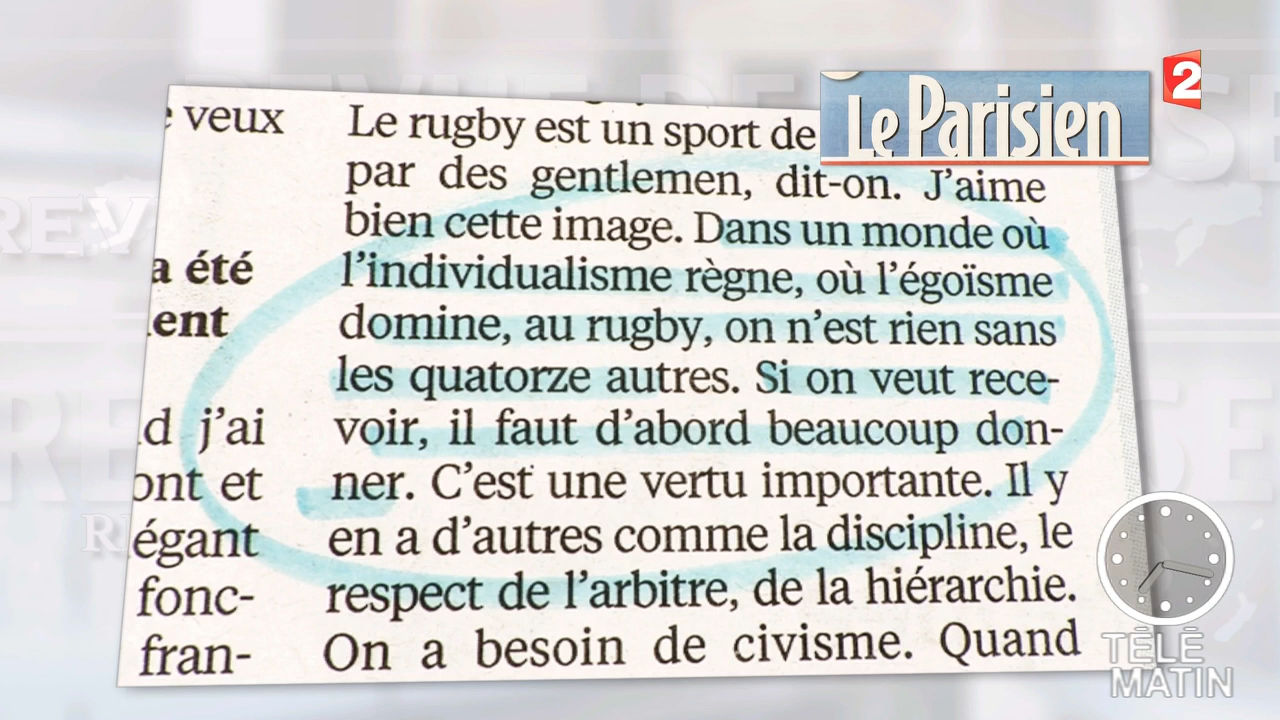 Le Parisien
2
e veux
a été
ent
d j'ai
ont et
égant
fonc-
fran-
Le rugby est un sport de
par des gentlemen, dit-on. J'aime
bien cette image. Dans un monde où
l'individualisme règne, où l'égoïsme
domine, au rugby, on n'est rien sans
les quatorze autres. Si on veut rece-
voir, il faut d'abord beaucoup don-
ner. C'est une vertu importante. Il y
en a d'autres comme la discipline, le
respect de l'arbitre, de la hiérarchie.
On a besoin de civisme. Quand
TÉLÉ
MATIN